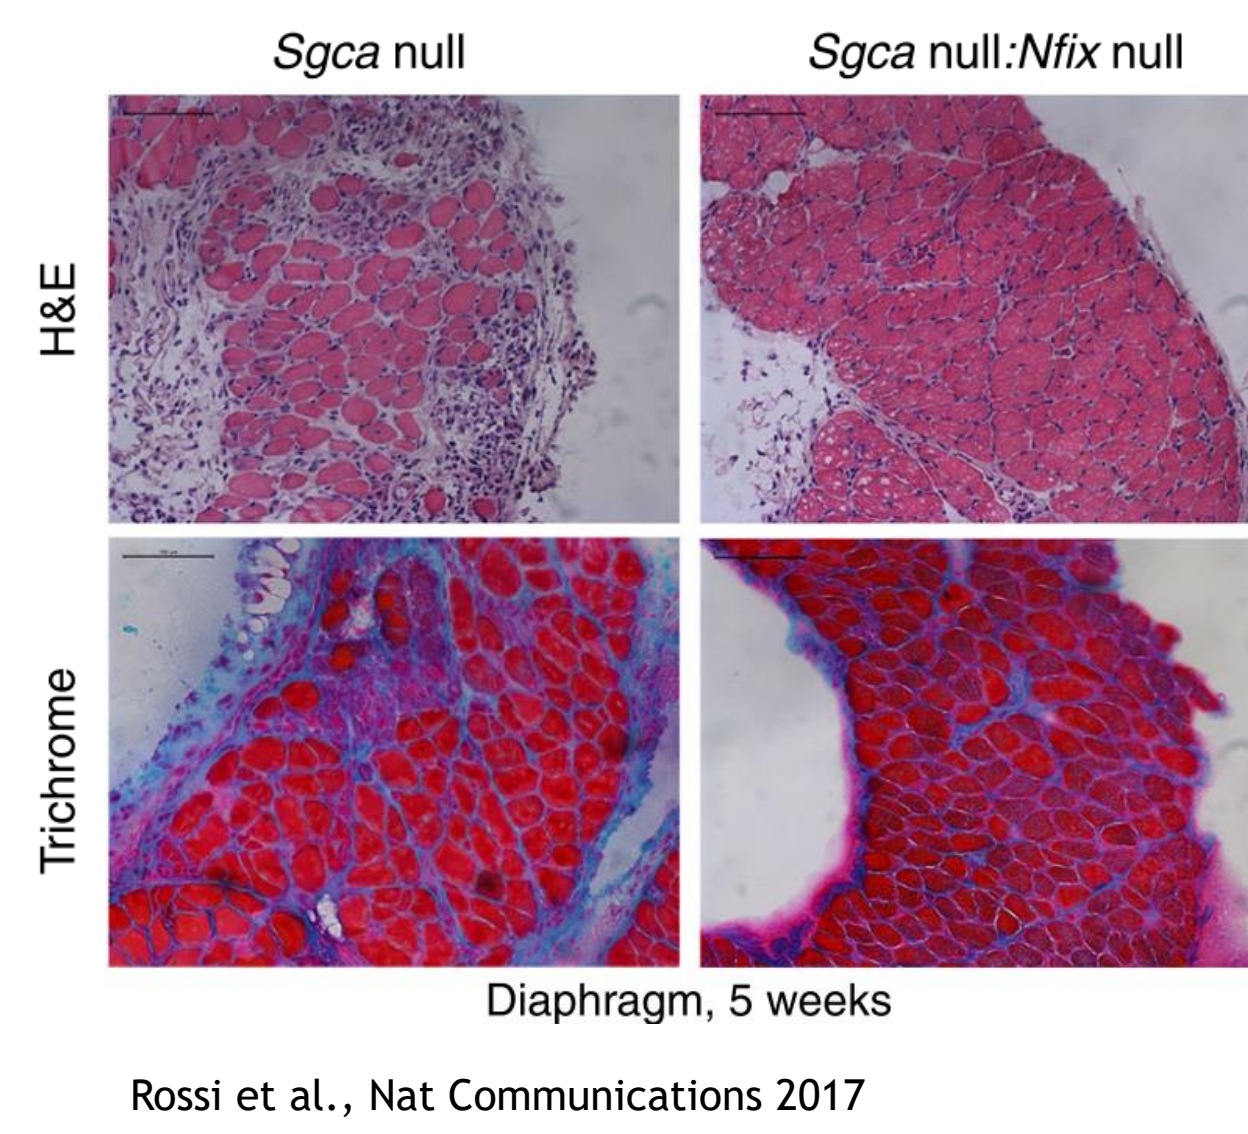 Sgca null
Sgca null:Nfix null
H&E
Trichrome
Diaphragm, 5 weeks
Rossi et al., Nat Communications 2017